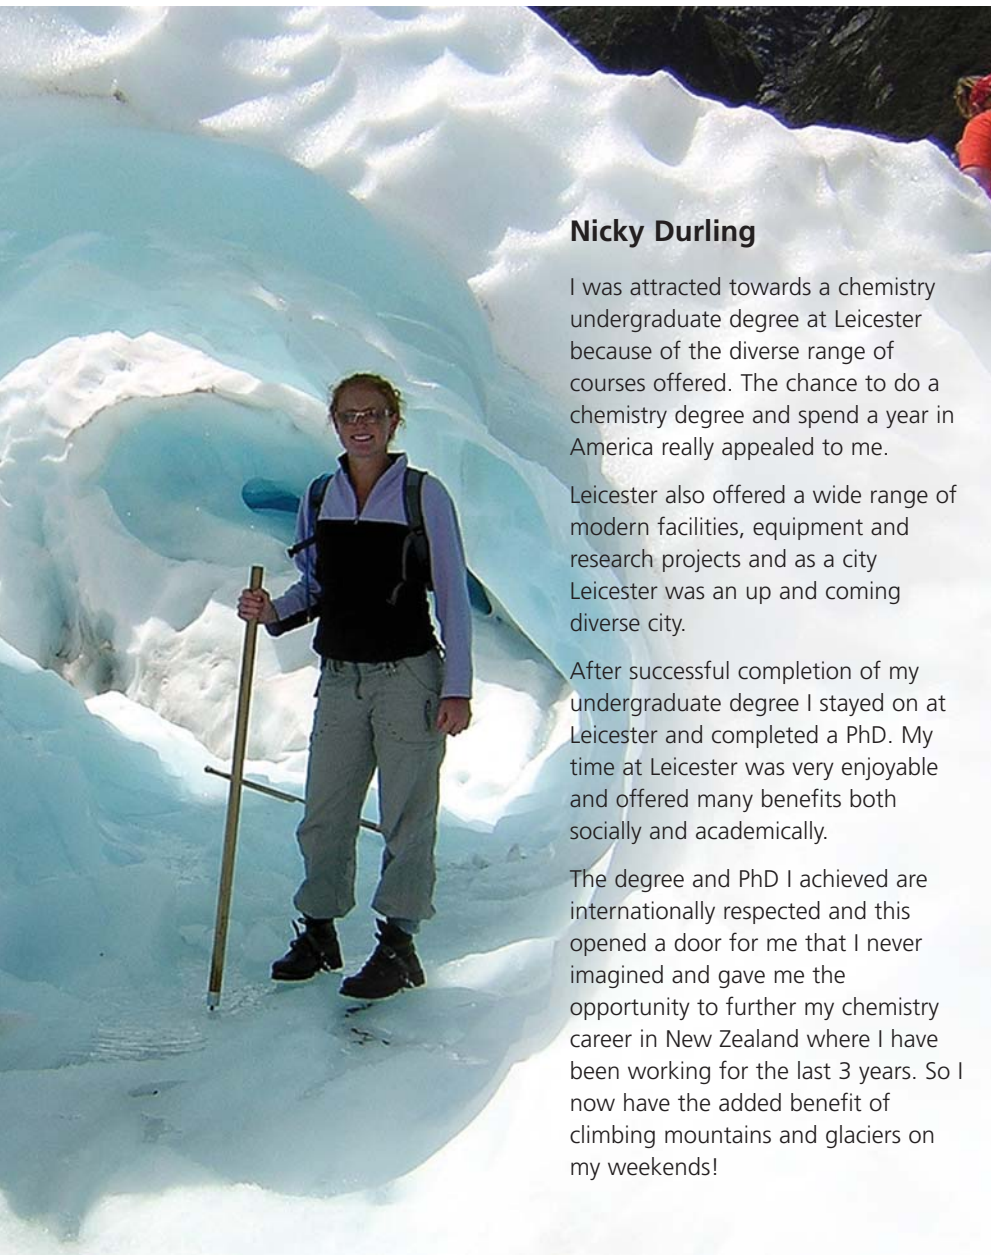 Nicky Durling
I was attracted towards a chemistry
undergraduate degree at Leicester
because of the diverse range of
courses offered. The chance to do a
chemistry degree and spend a year in
America really appealed to me.
Leicester also offered a wide range of
modern facilities, equipment and
research projects and as a city
Leicester was an up and coming
diverse city.
After successful completion of my
undergraduate degree I stayed on at
Leicester and completed a PhD. My
time at Leicester was very enjoyable
and offered many benefits both
socially and academically.
The degree and PhD I achieved are
internationally respected and this
opened a door for me that I never
imagined and gave me the
opportunity to further my chemistry
career in New Zealand where I have
been working for the last 3 years. So I
now have the added benefit of
climbing mountains and glaciers on
my weekends!